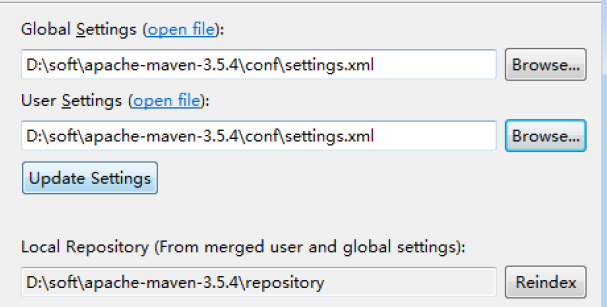 Global Settings (open file):
D:\soft\apache-maven-3.5.4\conf\settings.xml Browse...
User Settings (open file):
D:\soft\apache-maven-3.5.4\conf\settings.xml Browse...
Update Settings
Local Repository (From merged user and global settings):
D:\soft\apache-maven-3.5.4\repository Reindex